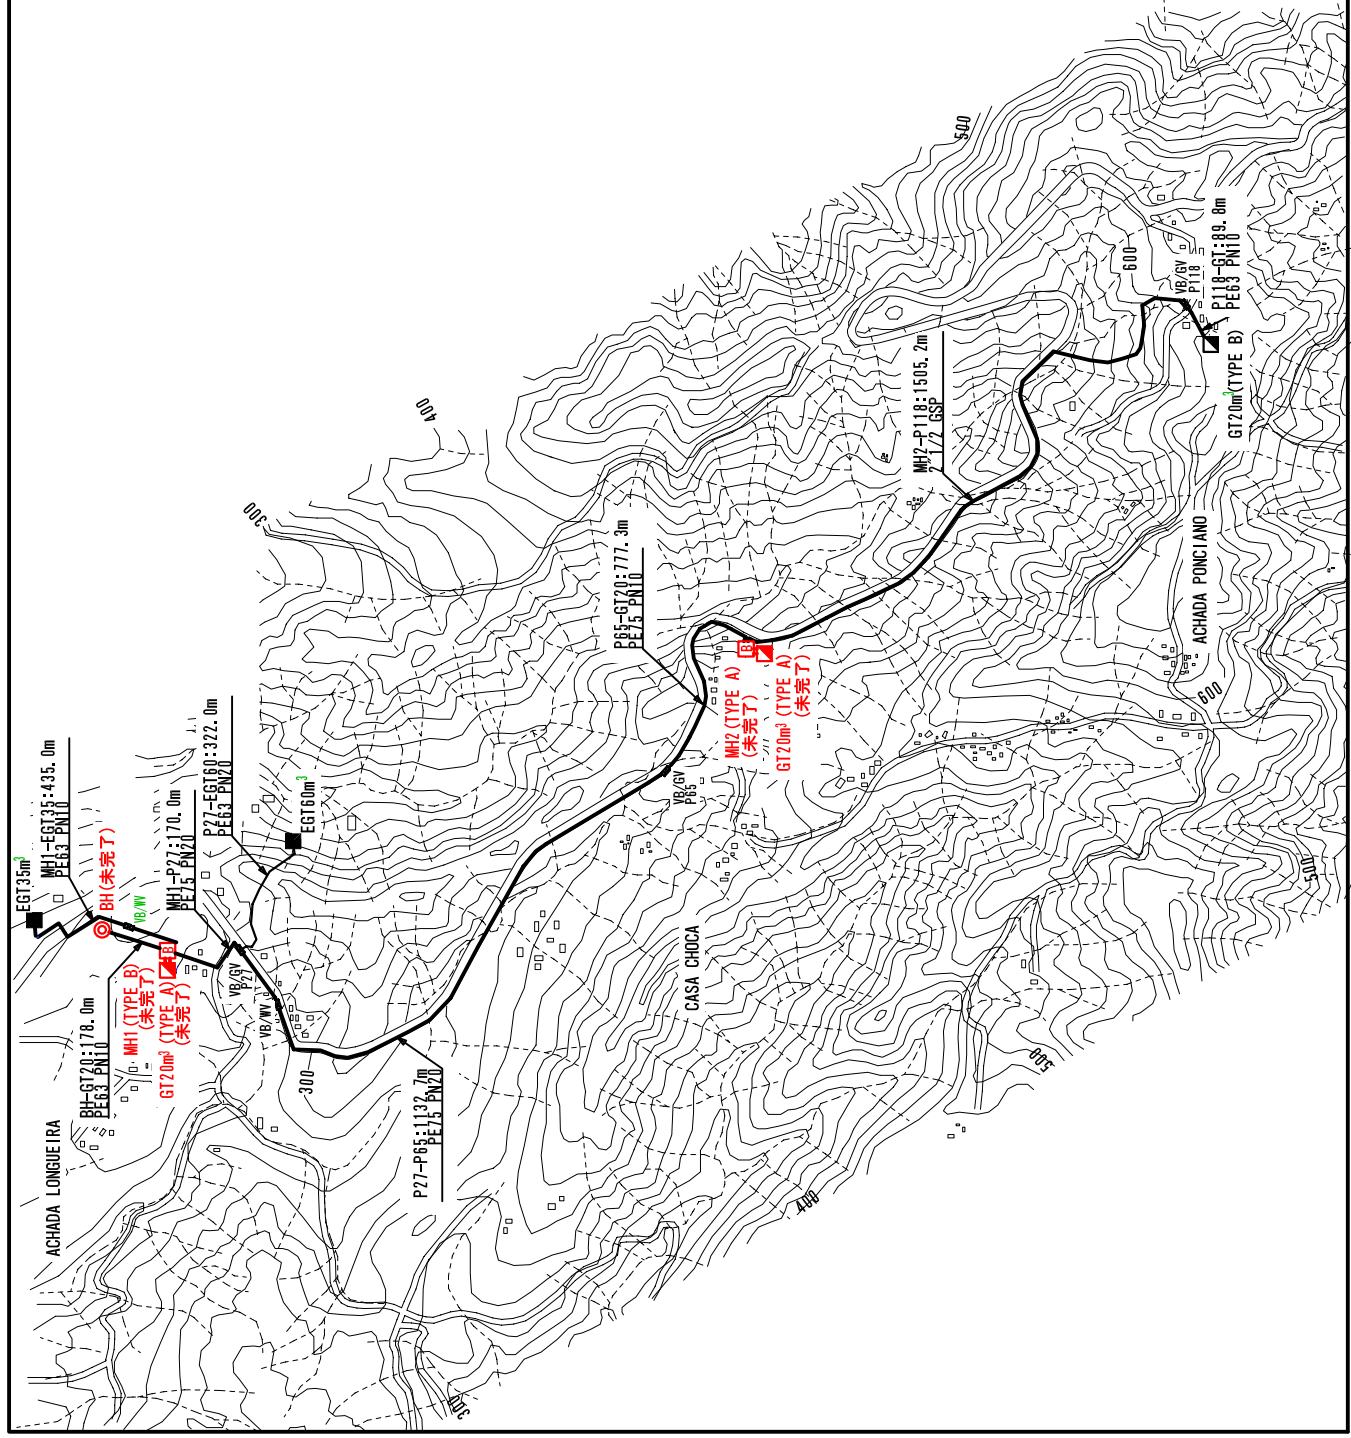 EGT35m³
MH1-EGT35:435.0m
PE63 PN10
BH(未完了)
VB/WV
MH1-P27:170.0m
PE75 PN20
P27-EGT60:322.0m
PE63 PN20
EGT60m³
BH-GT20:178.0m
PE63 PN10
MH1(TYPE B)
(未完了)
GT20m³(TYPE A)
(未完了)
B
VB/GV
P27
VB/WV
ACHADA LONGUEIRA
300
P27-P65:1132.7m
PE75 PN20
300
400
P65-GT20:777.3m
PE75 PN10
VB/GV
P65
MH2(TYPE A)
(未完了)
B
GT20m³(TYPE A)
(未完了)
CASA CHOCA
MH2-P118:1505.2m
2"1/2 GSP
500
600
VB/GV
P118
P118-GT:89.8m
PE63 PN10
GT20m³(TYPE B)
ACHADA PONCIANO
600
500
500
400
300